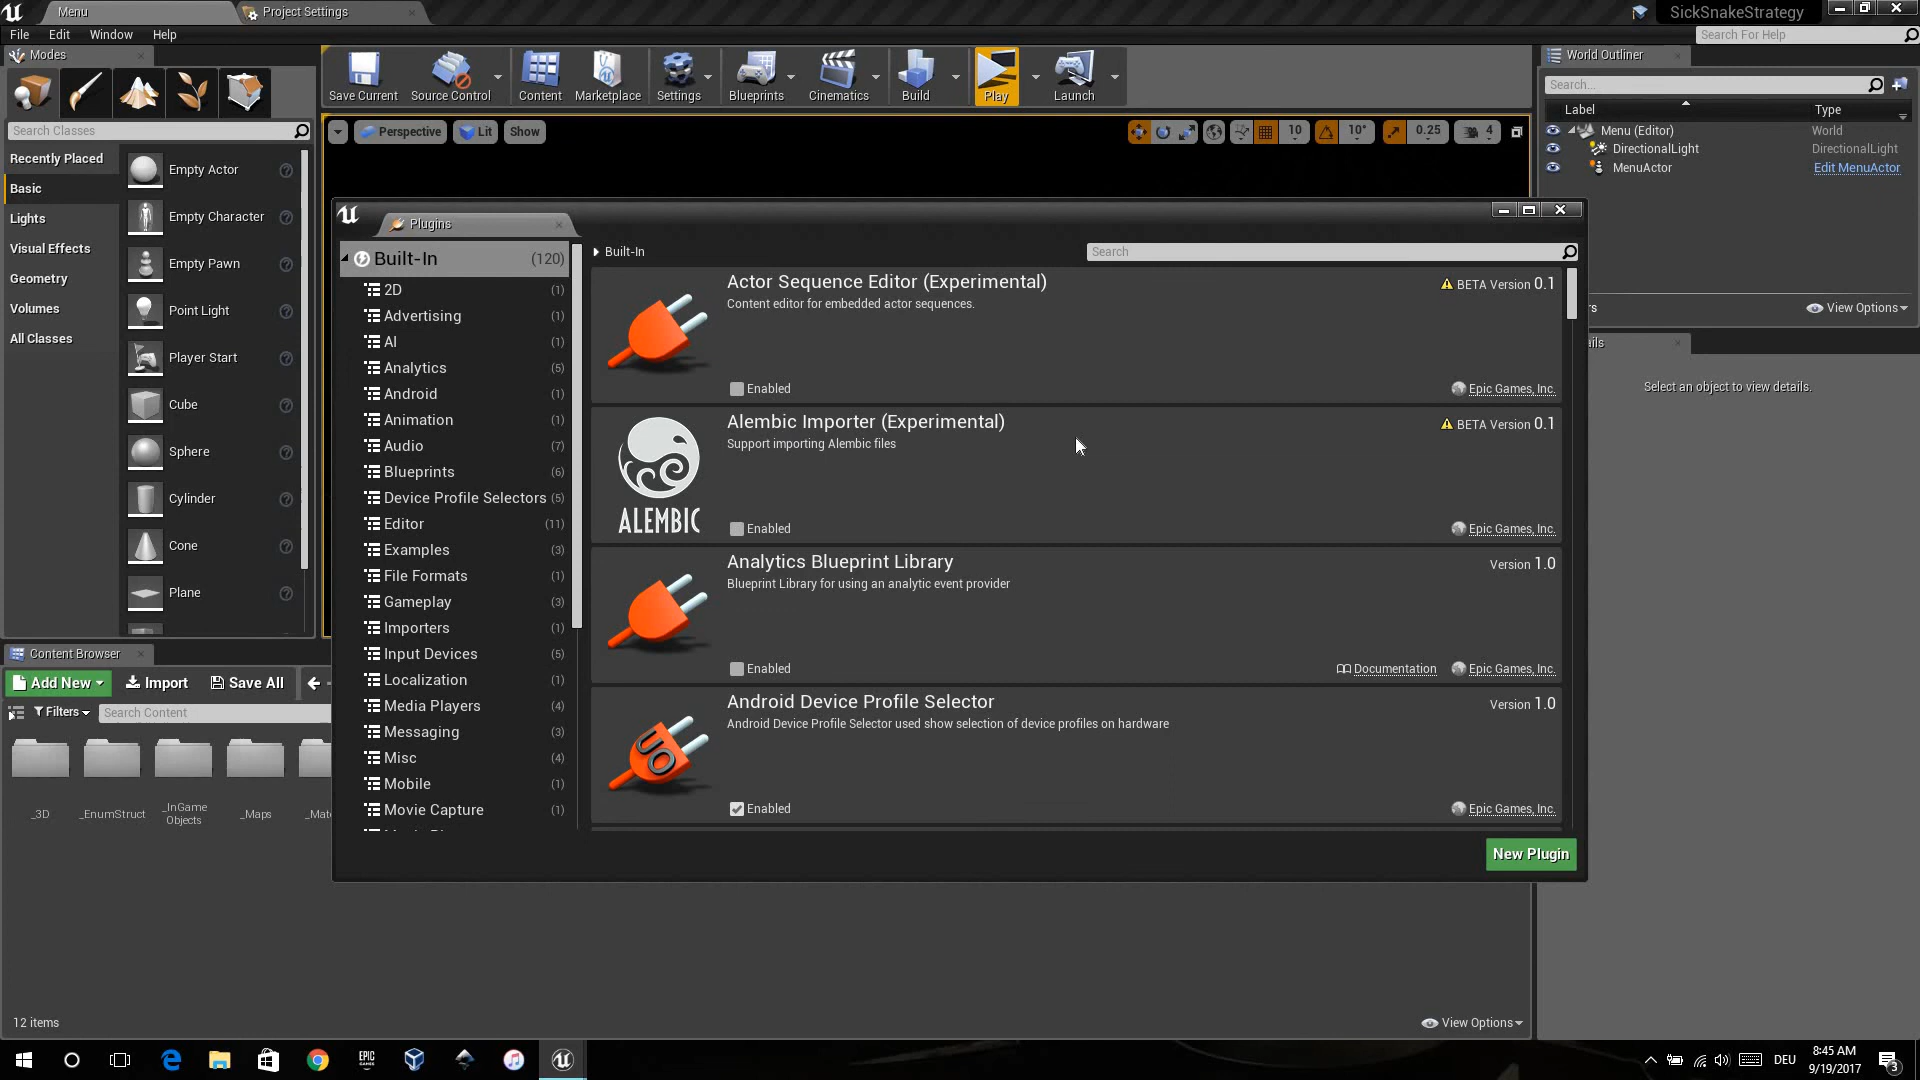 Menu
Project Settings
SickSnakeStrategy
File Edit Window Help
Search For Help
Modes
Save Current
Source Control
Content
Marketplace
Settings
Blueprints
Cinematics
Build
Play
Launch
World Outliner
Search...
Label Type
Menu (Editor) World
DirectionalLight DirectionalLight
MenuActor Edit MenuActor
View Options
Select an object to view details.
Search Classes
Recently Placed
Basic
Lights
Visual Effects
Geometry
Volumes
All Classes
Empty Actor
Empty Character
Empty Pawn
Point Light
Player Start
Cube
Sphere
Cylinder
Cone
Plane
Perspective Lit Show
10 10° 0.25 4
Plugins
Built-In (120)
2D (1)
Advertising (1)
AI (1)
Analytics (5)
Android (1)
Animation (1)
Audio (7)
Blueprints (6)
Device Profile Selectors (5)
Editor (11)
Examples (3)
File Formats (1)
Gameplay (3)
Importers (1)
Input Devices (5)
Localization (1)
Media Players (4)
Messaging (3)
Misc (4)
Mobile (1)
Movie Capture (1)
Built-In
Search
Actor Sequence Editor (Experimental)
BETA Version 0.1
Content editor for embedded actor sequences.
Enabled
Epic Games, Inc.
Alembic Importer (Experimental)
BETA Version 0.1
Support importing Alembic files
ALEMBIC
Enabled
Epic Games, Inc.
Analytics Blueprint Library
Version 1.0
Blueprint Library for using an analytic event provider
Enabled
Documentation
Epic Games, Inc.
Android Device Profile Selector
Version 1.0
Android Device Profile Selector used show selection of device profiles on hardware
Enabled
Epic Games, Inc.
New Plugin
Content Browser
Add New Import Save All
Filters Search Content
_3D
_EnumStruct
_InGame
Objects
_Maps
12 items
View Options
EPIC
GAMES
DEU
8:45 AM
9/19/2017
3